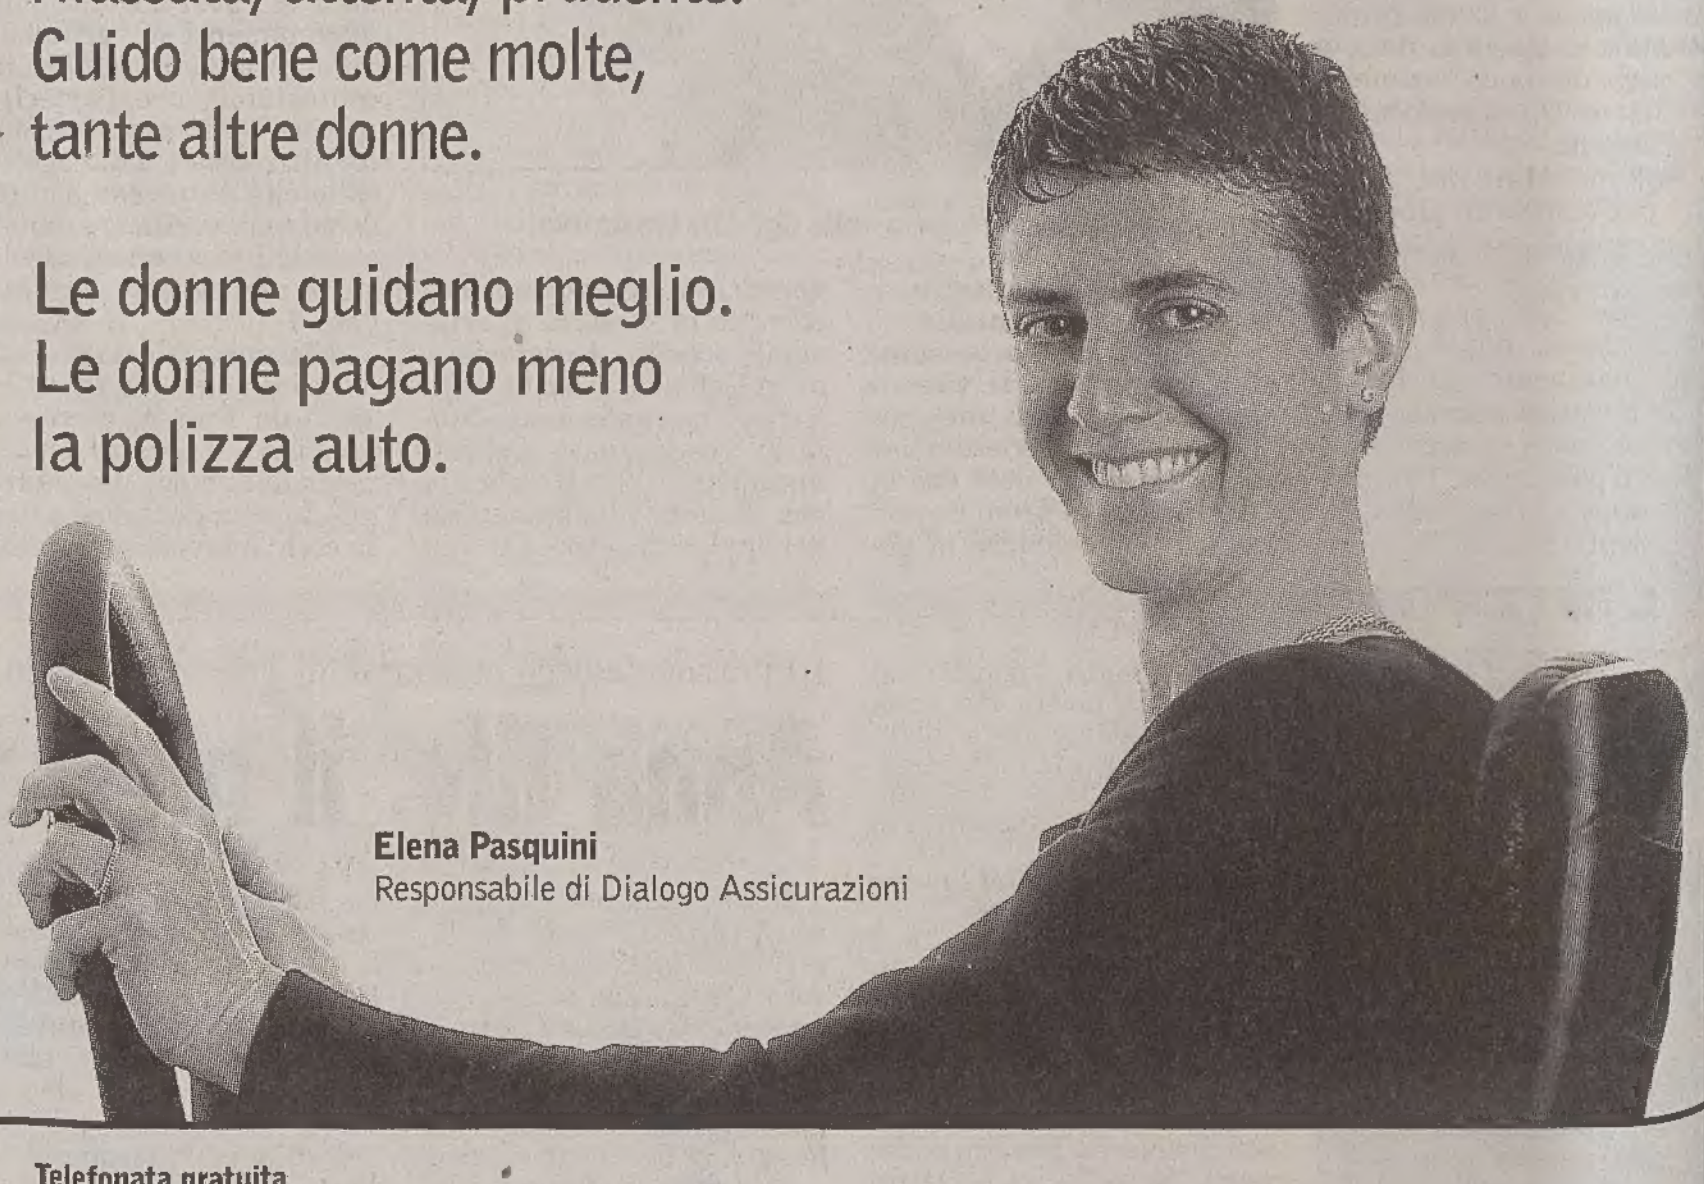 Guido bene come molte,
tante altre donne.
Le donne guidano meglio.
Le donne pagano meno
la polizza auto.
Elena Pasquini
Responsabile di Dialogo Assicurazioni
Telefonata gratuita